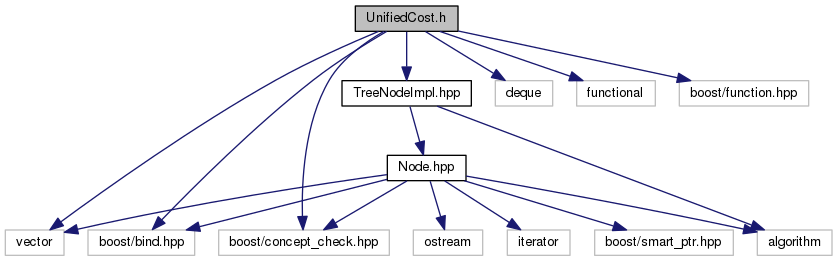 UnifiedCost.h
TreeNodeImpl.hpp
deque
functional
boost/function.hpp
Node.hpp
vector
boost/bind.hpp
boost/concept_check.hpp
ostream
iterator
boost/smart_ptr.hpp
algorithm